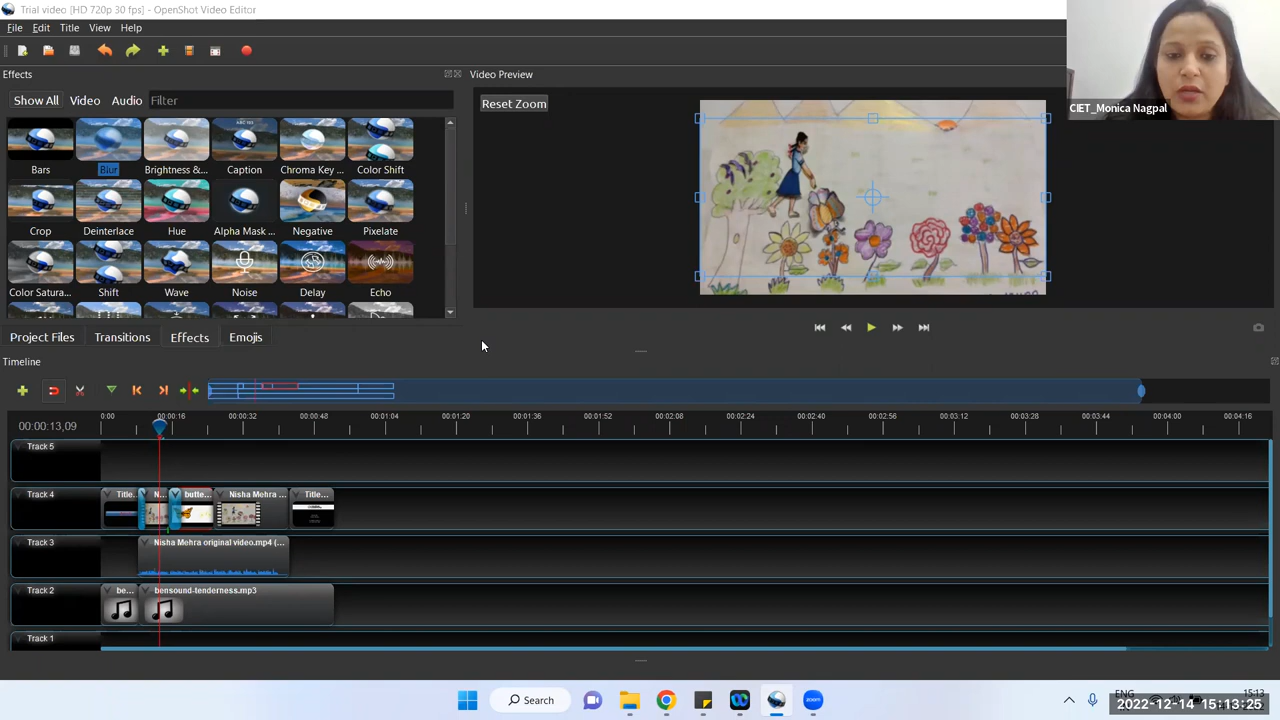 Trial video [HD 720p 30 fps] - OpenShot Video Editor
File Edit Title View Help
Effects
Video Preview
CIET_Monica Nagpal
Show All Video Audio Filter
Reset Zoom
Bars Blur Brightness &... Caption Chroma Key ... Color Shift
Crop Deinterlace Hue Alpha Mask ... Negative Pixelate
Color Satura... Shift Wave Noise Delay Echo
Project Files Transitions Effects Emojis
Timeline
00:00:13,09
0:00 00:00:16 00:00:32 00:00:48 00:01:04 00:01:20 00:01:36 00:01:52 00:02:08 00:02:24 00:02:40 00:02:56 00:03:12 00:03:28 00:03:44 00:04:00 00:04:16
Track 5
Track 4
Title... N... butte... Nisha Mehra ... Title...
Track 3
Nisha Mehra original video.mp4 (...
Track 2
be... bensound-tenderness.mp3
Track 1
Search
ENG
15:13
2022-12-14 15:13:25